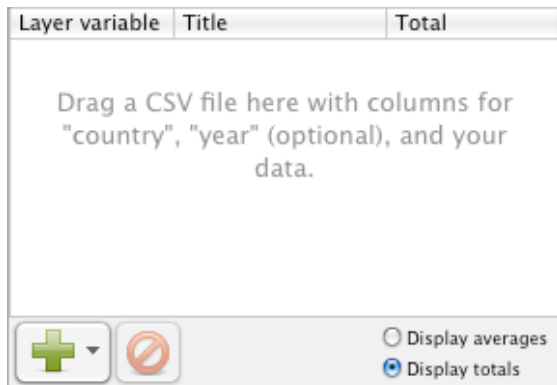 Layer variable Title Total
Drag a CSV file here with columns for
"country", "year" (optional), and your
data.
Display averages
Display totals